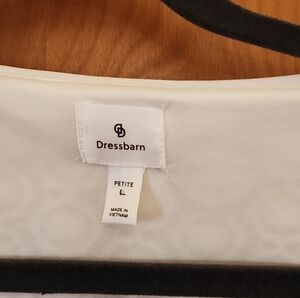 Dressbarn
PETITE
L
MADE IN
VIETNAM